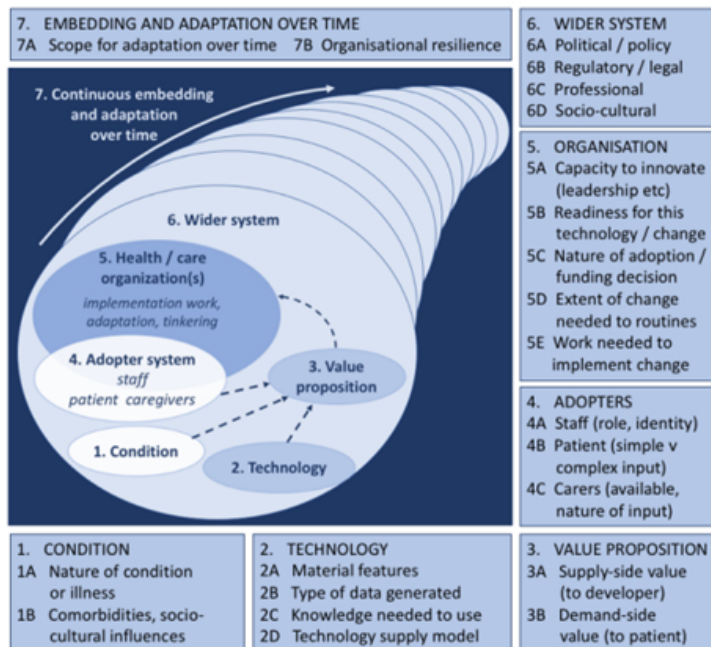 7. EMBEDDING AND ADAPTATION OVER TIME
7A Scope for adaptation over time 7B Organisational resilience
7. Continuous embedding
and adaptation
over time
6. Wider system
5. Health / care
organization(s)
implementation work,
adaptation, tinkering
4. Adopter system
staff
patient caregivers
3. Value
proposition
1. Condition
2. Technology
6. WIDER SYSTEM
6A Political / policy
6B Regulatory / legal
6C Professional
6D Socio-cultural
5. ORGANISATION
5A Capacity to innovate
(leadership etc)
5B Readiness for this
technology / change
5C Nature of adoption /
funding decision
5D Extent of change
needed to routines
5E Work needed to
implement change
4. ADOPTERS
4A Staff (role, identity)
4B Patient (simple v
complex input)
4C Carers (available,
nature of input)
1. CONDITION
1A Nature of condition
or illness
1B Comorbidities, socio-
cultural influences
2. TECHNOLOGY
2A Material features
2B Type of data generated
2C Knowledge needed to use
2D Technology supply model
3. VALUE PROPOSITION
3A Supply-side value
(to developer)
3B Demand-side
value (to patient)